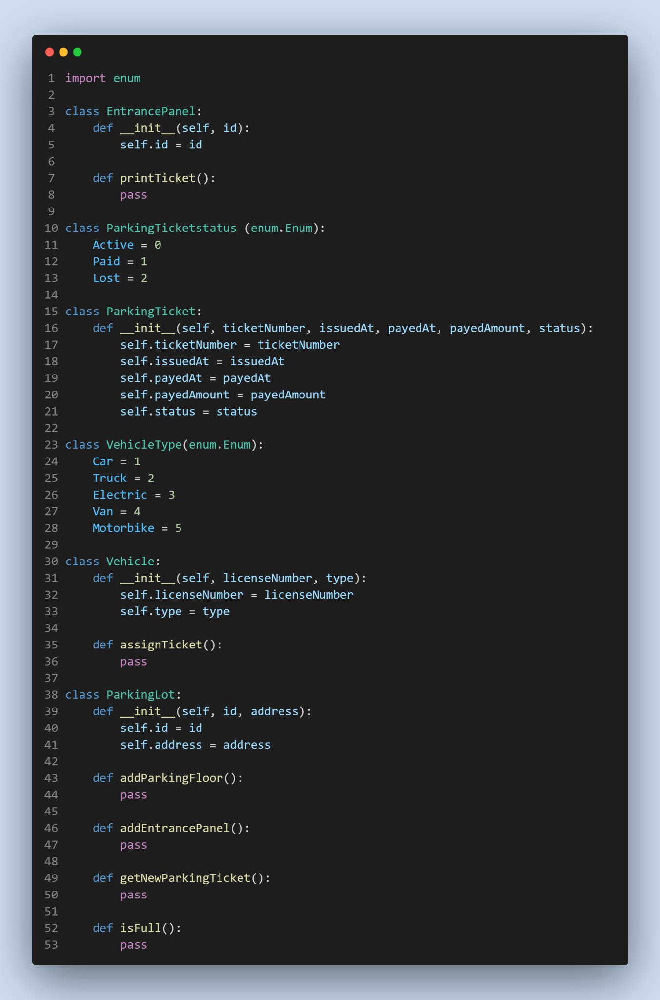 1 import enum
2
3 class EntrancePanel:
4     def __init__(self, id):
5         self.id = id
6
7     def printTicket():
8         pass
9
10 class ParkingTicketstatus (enum.Enum):
11     Active = 0
12     Paid = 1
13     Lost = 2
14
15 class ParkingTicket:
16     def __init__(self, ticketNumber, issuedAt, payedAt, payedAmount, status):
17         self.ticketNumber = ticketNumber
18         self.issuedAt = issuedAt
19         self.payedAt = payedAt
20         self.payedAmount = payedAmount
21         self.status = status
22
23 class VehicleType(enum.Enum):
24     Car = 1
25     Truck = 2
26     Electric = 3
27     Van = 4
28     Motorbike = 5
29
30 class Vehicle:
31     def __init__(self, licenseNumber, type):
32         self.licenseNumber = licenseNumber
33         self.type = type
34
35     def assignTicket():
36         pass
37
38 class ParkingLot:
39     def __init__(self, id, address):
40         self.id = id
41         self.address = address
42
43     def addParkingFloor():
44         pass
45
46     def addEntrancePanel():
47         pass
48
49     def getNewParkingTicket():
50         pass
51
52     def isFull():
53         pass